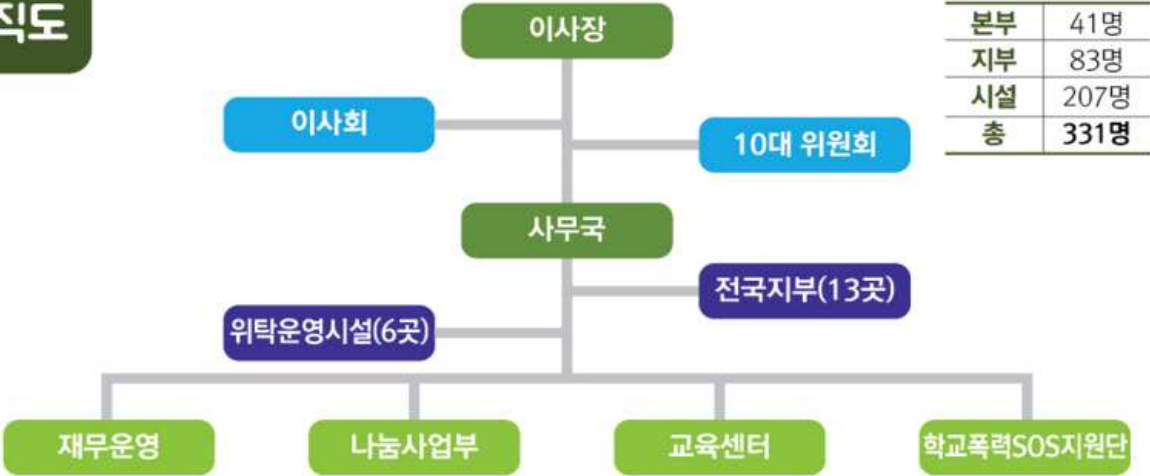 직도
본부 41명
지부 83명
시설 207명
총 331명
이사장
이사회
10대 위원회
사무국
전국지부(13곳)
위탁운영시설(6곳)
재무운영
나눔사업부
교육센터
학교폭력SOS지원단